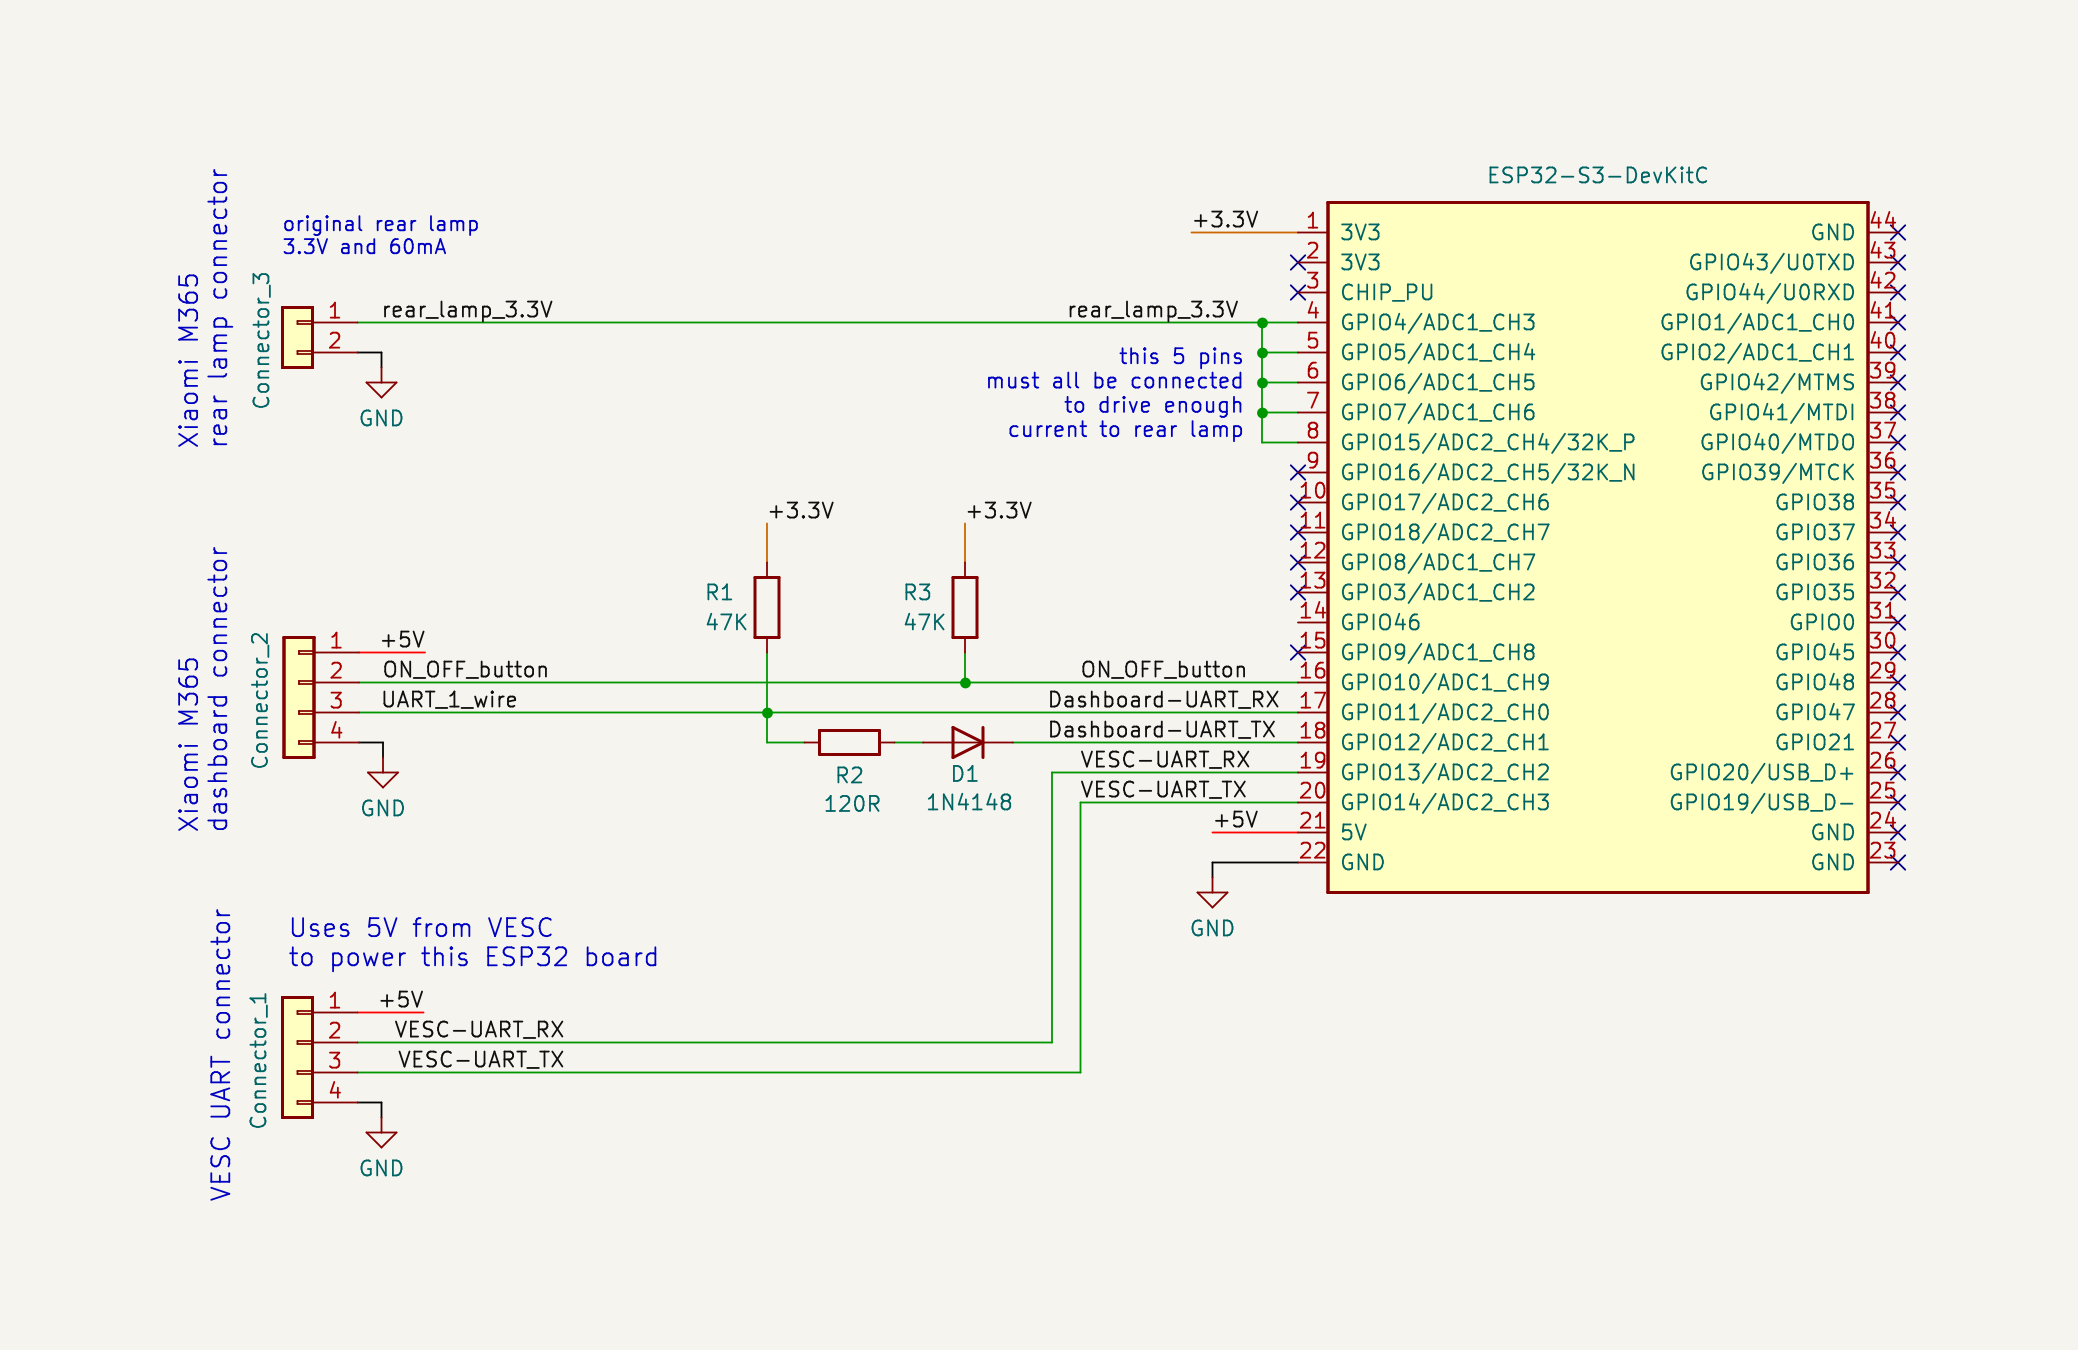 ESP32-S3-DevKitC
Xiaomi M365
rear lamp connector
original rear lamp
3.3V and 60mA
Connector_3
1
rear_lamp_3.3V
2
GND
rear_lamp_3.3V
this 5 pins
must all be connected
to drive enough
current to rear lamp
Xiaomi M365
dashboard connector
Connector_2
1
+5V
2
ON_OFF_button
3
UART_1_wire
4
GND
+3.3V
R1
47K
+3.3V
R3
47K
R2
120R
D1
1N4148
ON_OFF_button
Dashboard-UART_RX
Dashboard-UART_TX
VESC-UART_RX
VESC-UART_TX
+5V
GND
VESC UART connector
Uses 5V from VESC
to power this ESP32 board
Connector_1
1
+5V
2
VESC-UART_RX
3
VESC-UART_TX
4
GND
+3.3V
1 3V3
2 3V3
3 CHIP_PU
4 GPIO4/ADC1_CH3
5 GPIO5/ADC1_CH4
6 GPIO6/ADC1_CH5
7 GPIO7/ADC1_CH6
8 GPIO15/ADC2_CH4/32K_P
9 GPIO16/ADC2_CH5/32K_N
10 GPIO17/ADC2_CH6
11 GPIO18/ADC2_CH7
12 GPIO8/ADC1_CH7
13 GPIO3/ADC1_CH2
14 GPIO46
15 GPIO9/ADC1_CH8
16 GPIO10/ADC1_CH9
17 GPIO11/ADC2_CH0
18 GPIO12/ADC2_CH1
19 GPIO13/ADC2_CH2
20 GPIO14/ADC2_CH3
21 5V
22 GND
GND 44
GPIO43/U0TXD 43
GPIO44/U0RXD 42
GPIO1/ADC1_CH0 41
GPIO2/ADC1_CH1 40
GPIO42/MTMS 39
GPIO41/MTDI 38
GPIO40/MTDO 37
GPIO39/MTCK 36
GPIO38 35
GPIO37 34
GPIO36 33
GPIO35 32
GPIO0 31
GPIO45 30
GPIO48 29
GPIO47 28
GPIO21 27
GPIO20/USB_D+ 26
GPIO19/USB_D- 25
GND 24
GND 23